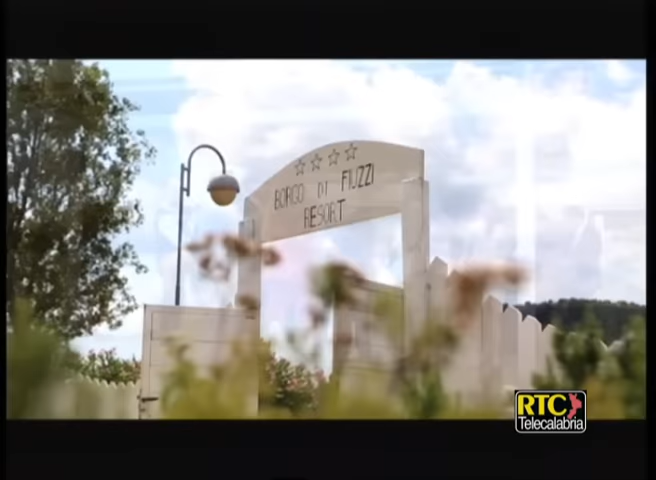 ☆ ☆ ☆ ☆
BORGO DI FIUZZI
RESORT
RTC
Telecalabria